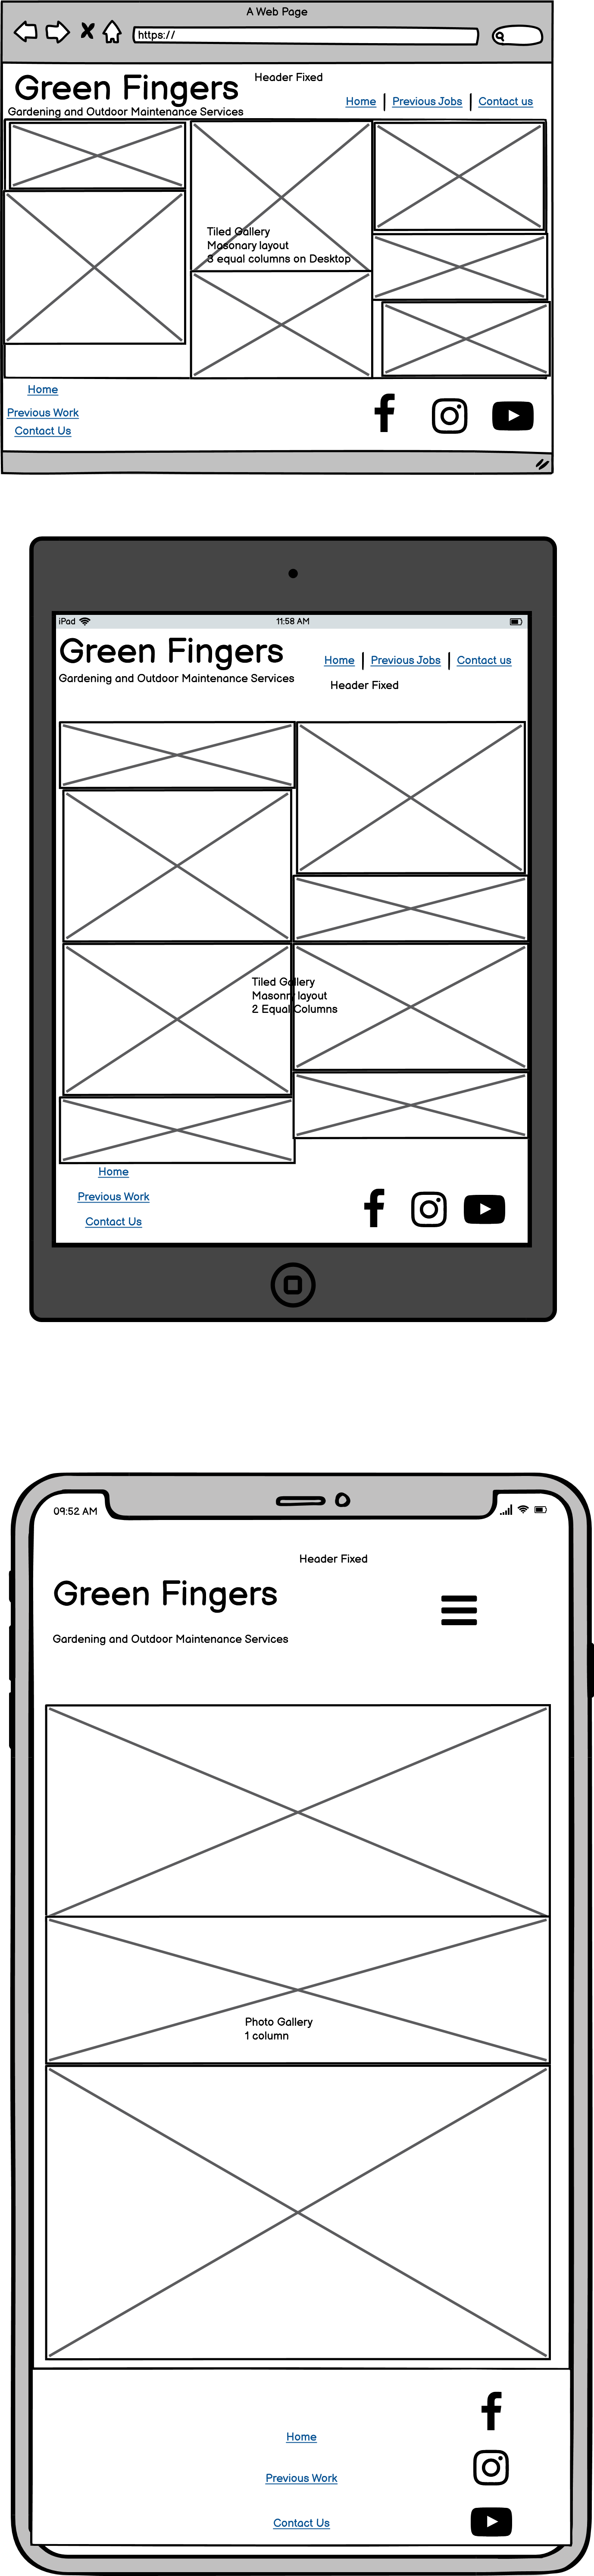 A Web Page
https://
Green Fingers
Header Fixed
Gardening and Outdoor Maintenance Services
Home
Previous Jobs
Contact us
Tiled Gallery
Masonary layout
3 equal columns on Desktop
Home
Previous Work
Contact Us
iPad
11:58 AM
Green Fingers
Gardening and Outdoor Maintenance Services
Home
Previous Jobs
Contact us
Header Fixed
Tiled Gallery
Masonry layout
2 Equal Columns
Home
Previous Work
Contact Us
09:52 AM
Header Fixed
Green Fingers
Gardening and Outdoor Maintenance Services
Photo Gallery
1 column
Home
Previous Work
Contact Us